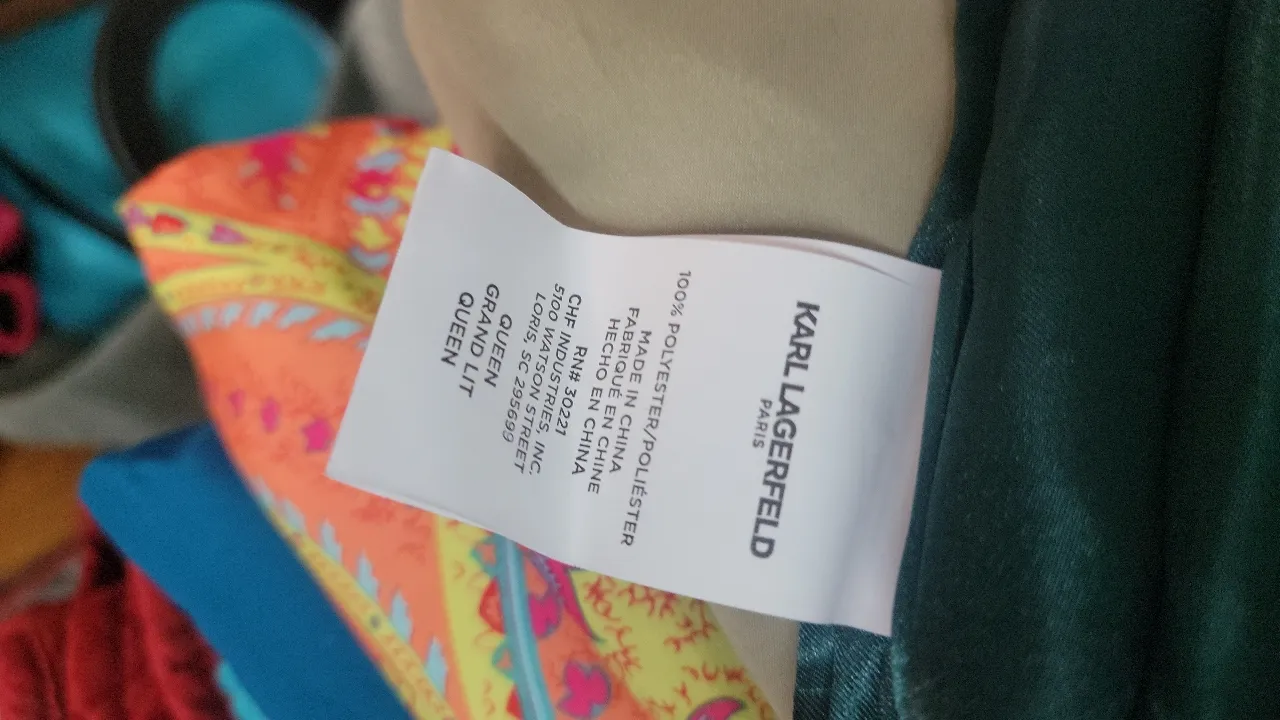 KARL LAGERFELD
PARIS
100% POLYESTER/POLIÉSTER
MADE IN CHINA
FABRIQUÉ EN CHINE
HECHO EN CHINA
RN# 30221
CHF INDUSTRIES, INC.
5100 WATSON STREET
LORIS, SC 295699
QUEEN
GRAND LIT
QUEEN